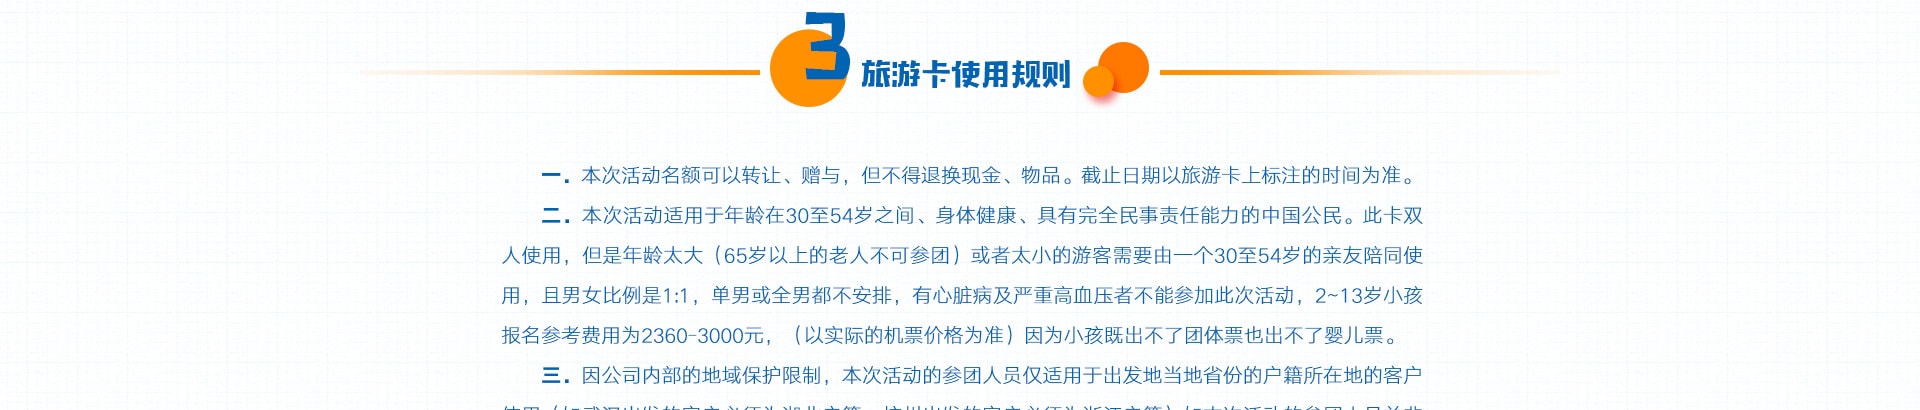 3 旅游卡使用规则
一. 本次活动名额可以转让、赠与，但不得退换现金、物品。截止日期以旅游卡上标注的时间为准。
二. 本次活动适用于年龄在30至54岁之间、身体健康、具有完全民事责任能力的中国公民。此卡双
人使用，但是年龄太大（65岁以上的老人不可参团）或者太小的游客需要由一个30至54岁的亲友陪同使
用，且男女比例是1:1，单男或全男都不安排，有心脏病及严重高血压者不能参加此次活动，2~13岁小孩
报名参考费用为2360-3000元，（以实际的机票价格为准）因为小孩既出不了团体票也出不了婴儿票。
三. 因公司内部的地域保护限制，本次活动的参团人员仅适用于出发地当地省份的户籍所在地的客户